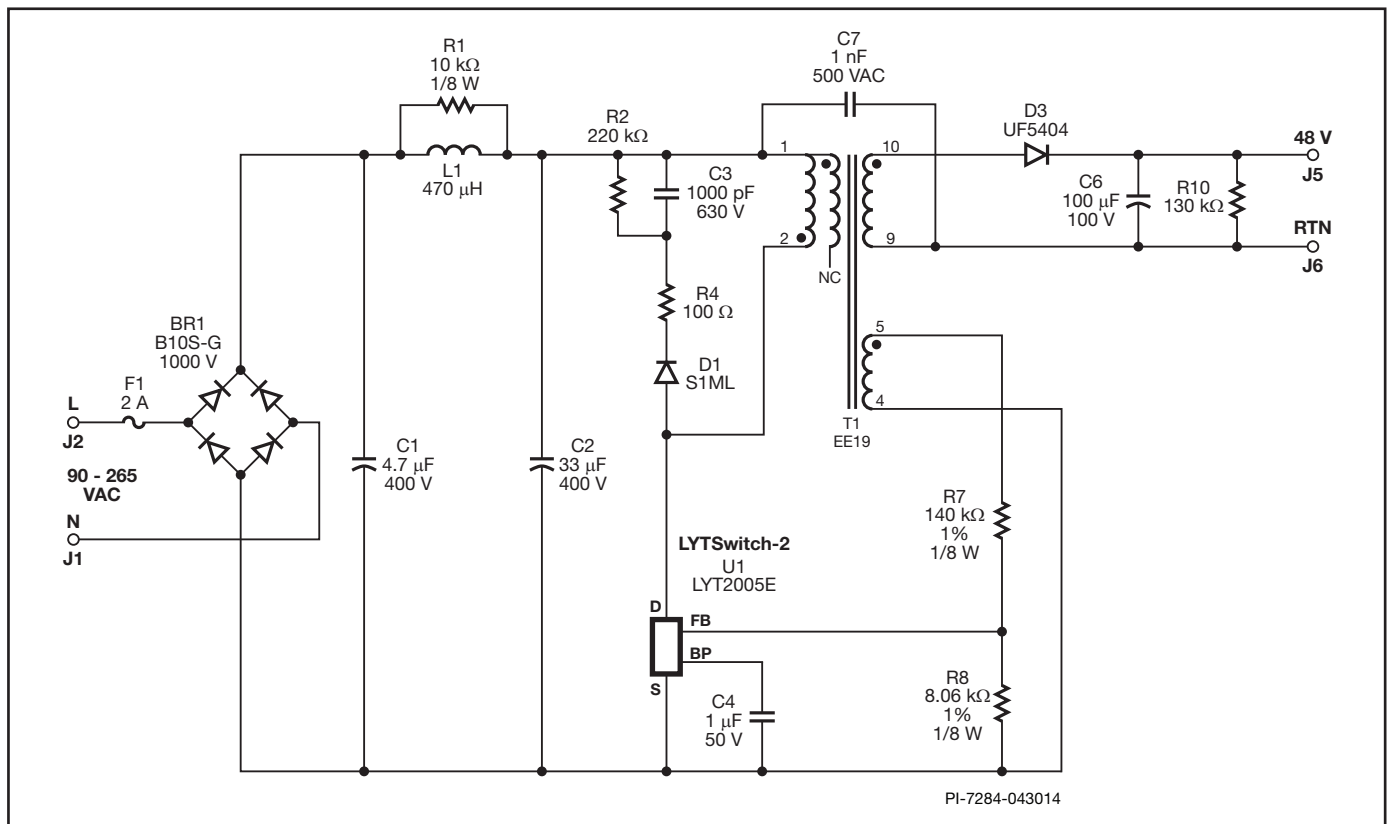 R1
10 kΩ
1/8 W
L1
470 µH
R2
220 kΩ
C3
1000 pF
630 V
C7
1 nF
500 VAC
1
2
NC
10
9
D3
UF5404
48 V
J5
C6
100 µF
100 V
R10
130 kΩ
RTN
J6
R4
100 Ω
D1
S1ML
5
4
T1
EE19
BR1
B10S-G
1000 V
F1
2 A
L
J2
90 - 265
VAC
N
J1
C1
4.7 µF
400 V
C2
33 µF
400 V
LYTSwitch-2
U1
LYT2005E
D
FB
BP
S
C4
1 µF
50 V
R7
140 kΩ
1%
1/8 W
R8
8.06 kΩ
1%
1/8 W
PI-7284-043014